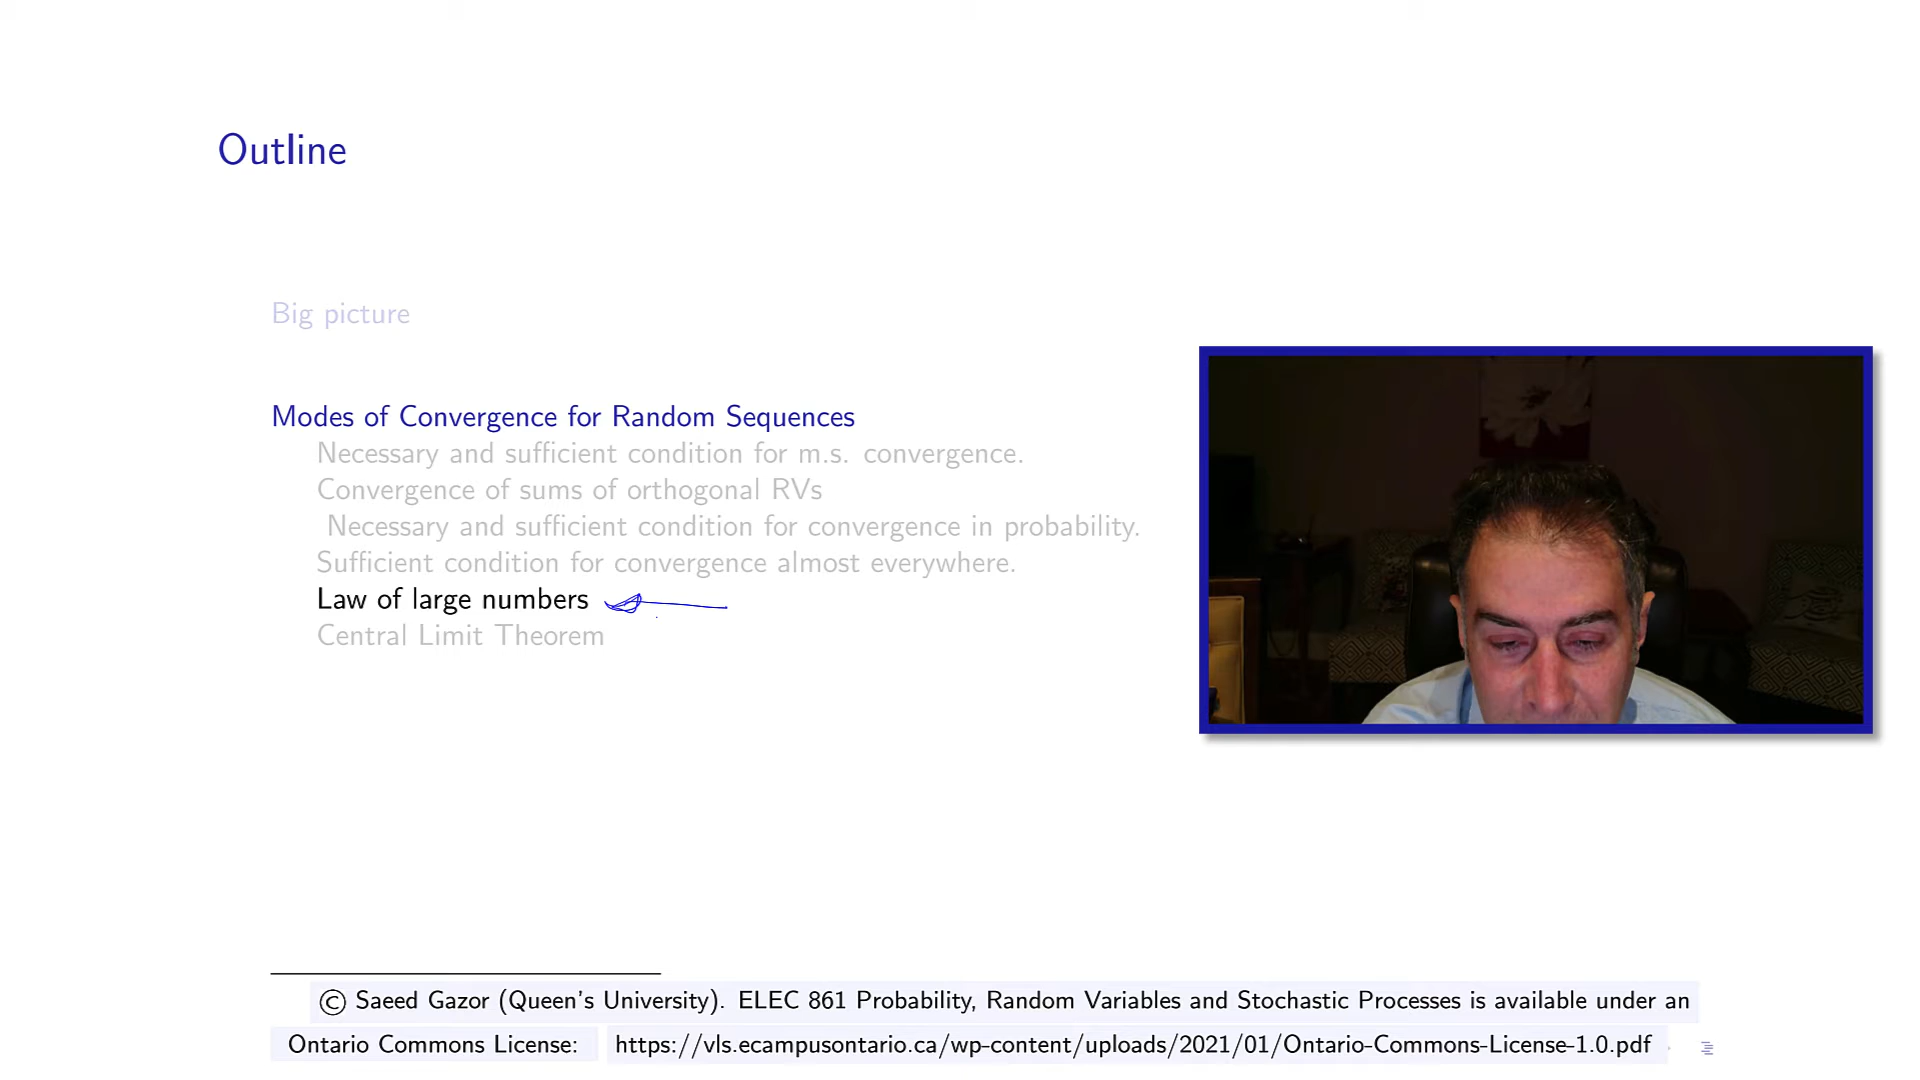 Outline
Big picture
Modes of Convergence for Random Sequences
Necessary and sufficient condition for m.s. convergence.
Convergence of sums of orthogonal RVs
Necessary and sufficient condition for convergence in probability.
Sufficient condition for convergence almost everywhere.
Law of large numbers
Central Limit Theorem
© Saeed Gazor (Queen's University). ELEC 861 Probability, Random Variables and Stochastic Processes is available under an
Ontario Commons License: https://vls.ecampusontario.ca/wp-content/uploads/2021/01/Ontario-Commons-License-1.0.pdf